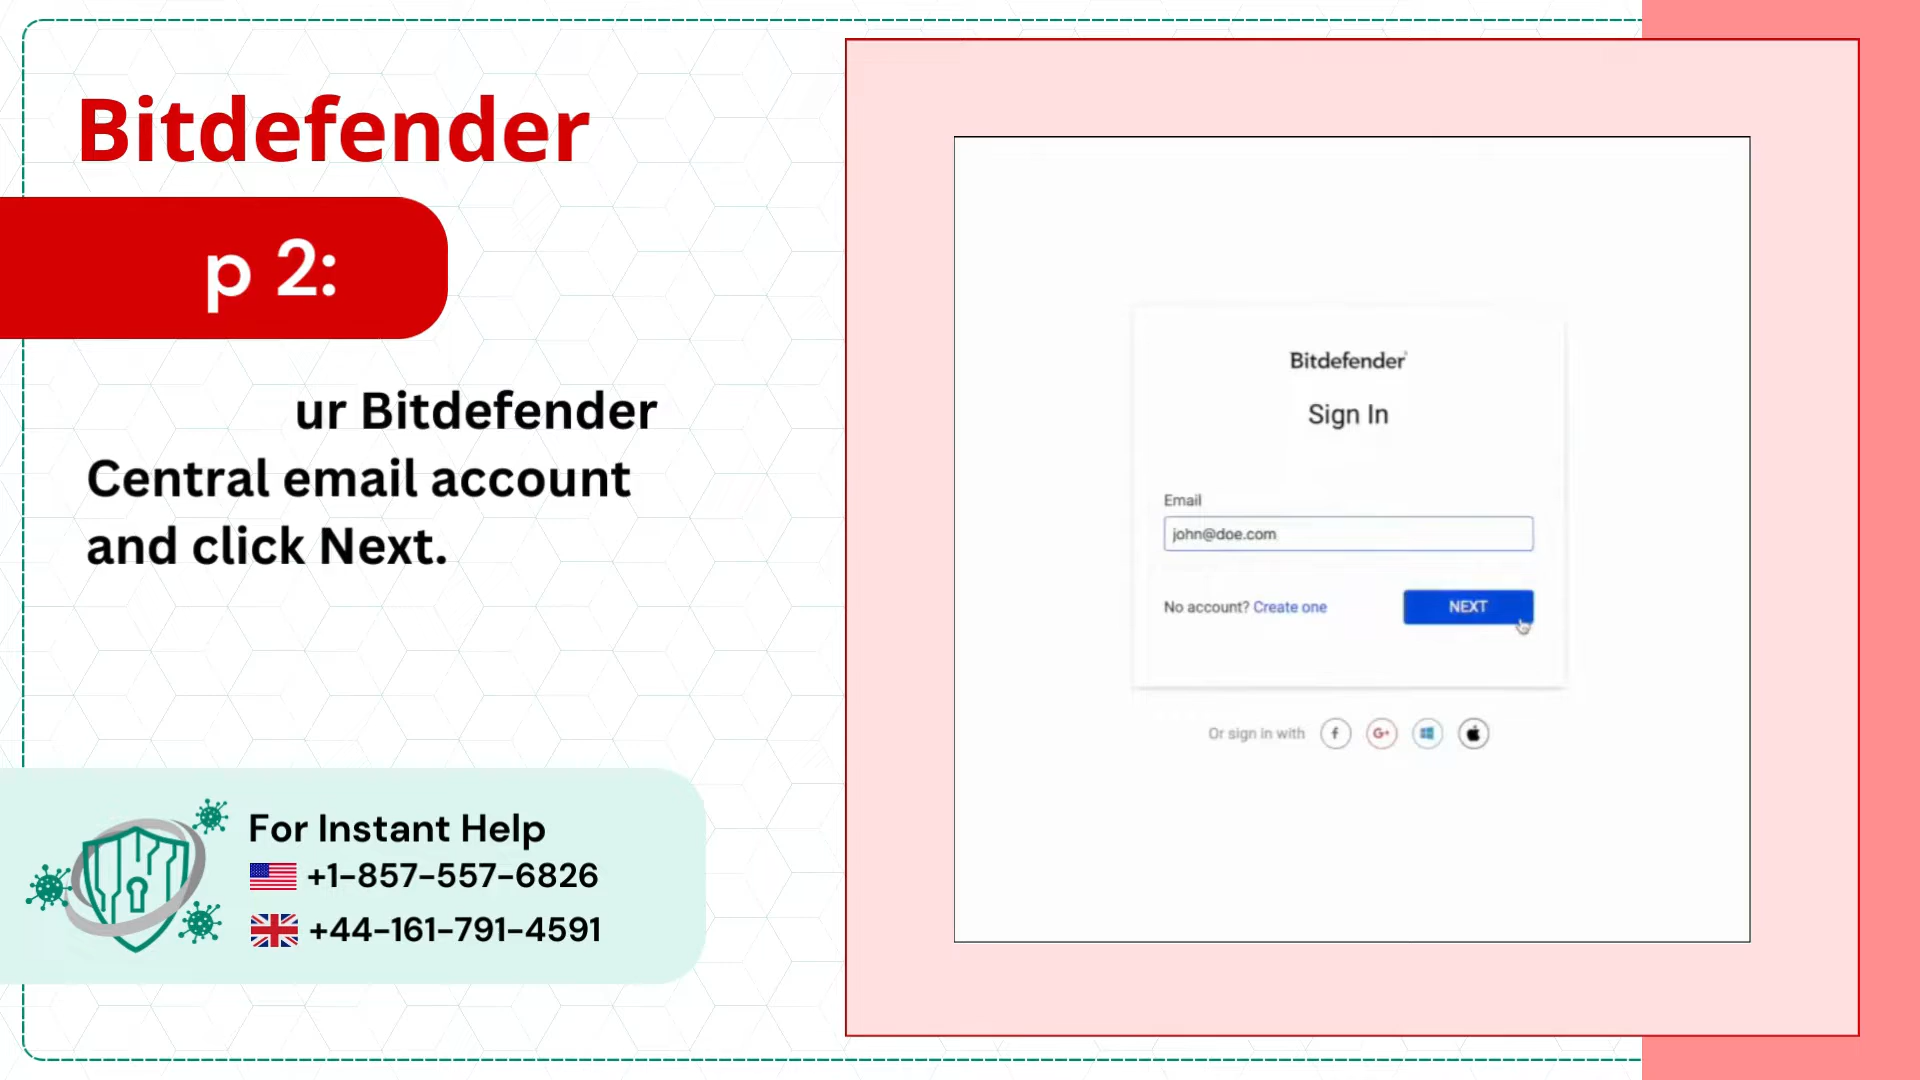 Bitdefender
p 2:
ur Bitdefender
Central email account
and click Next.
For Instant Help
+1-857-557-6826
+44-161-791-4591
Bitdefender
Sign In
Email
john@doe.com
No account? Create one
NEXT
Or sign in with
f
G+